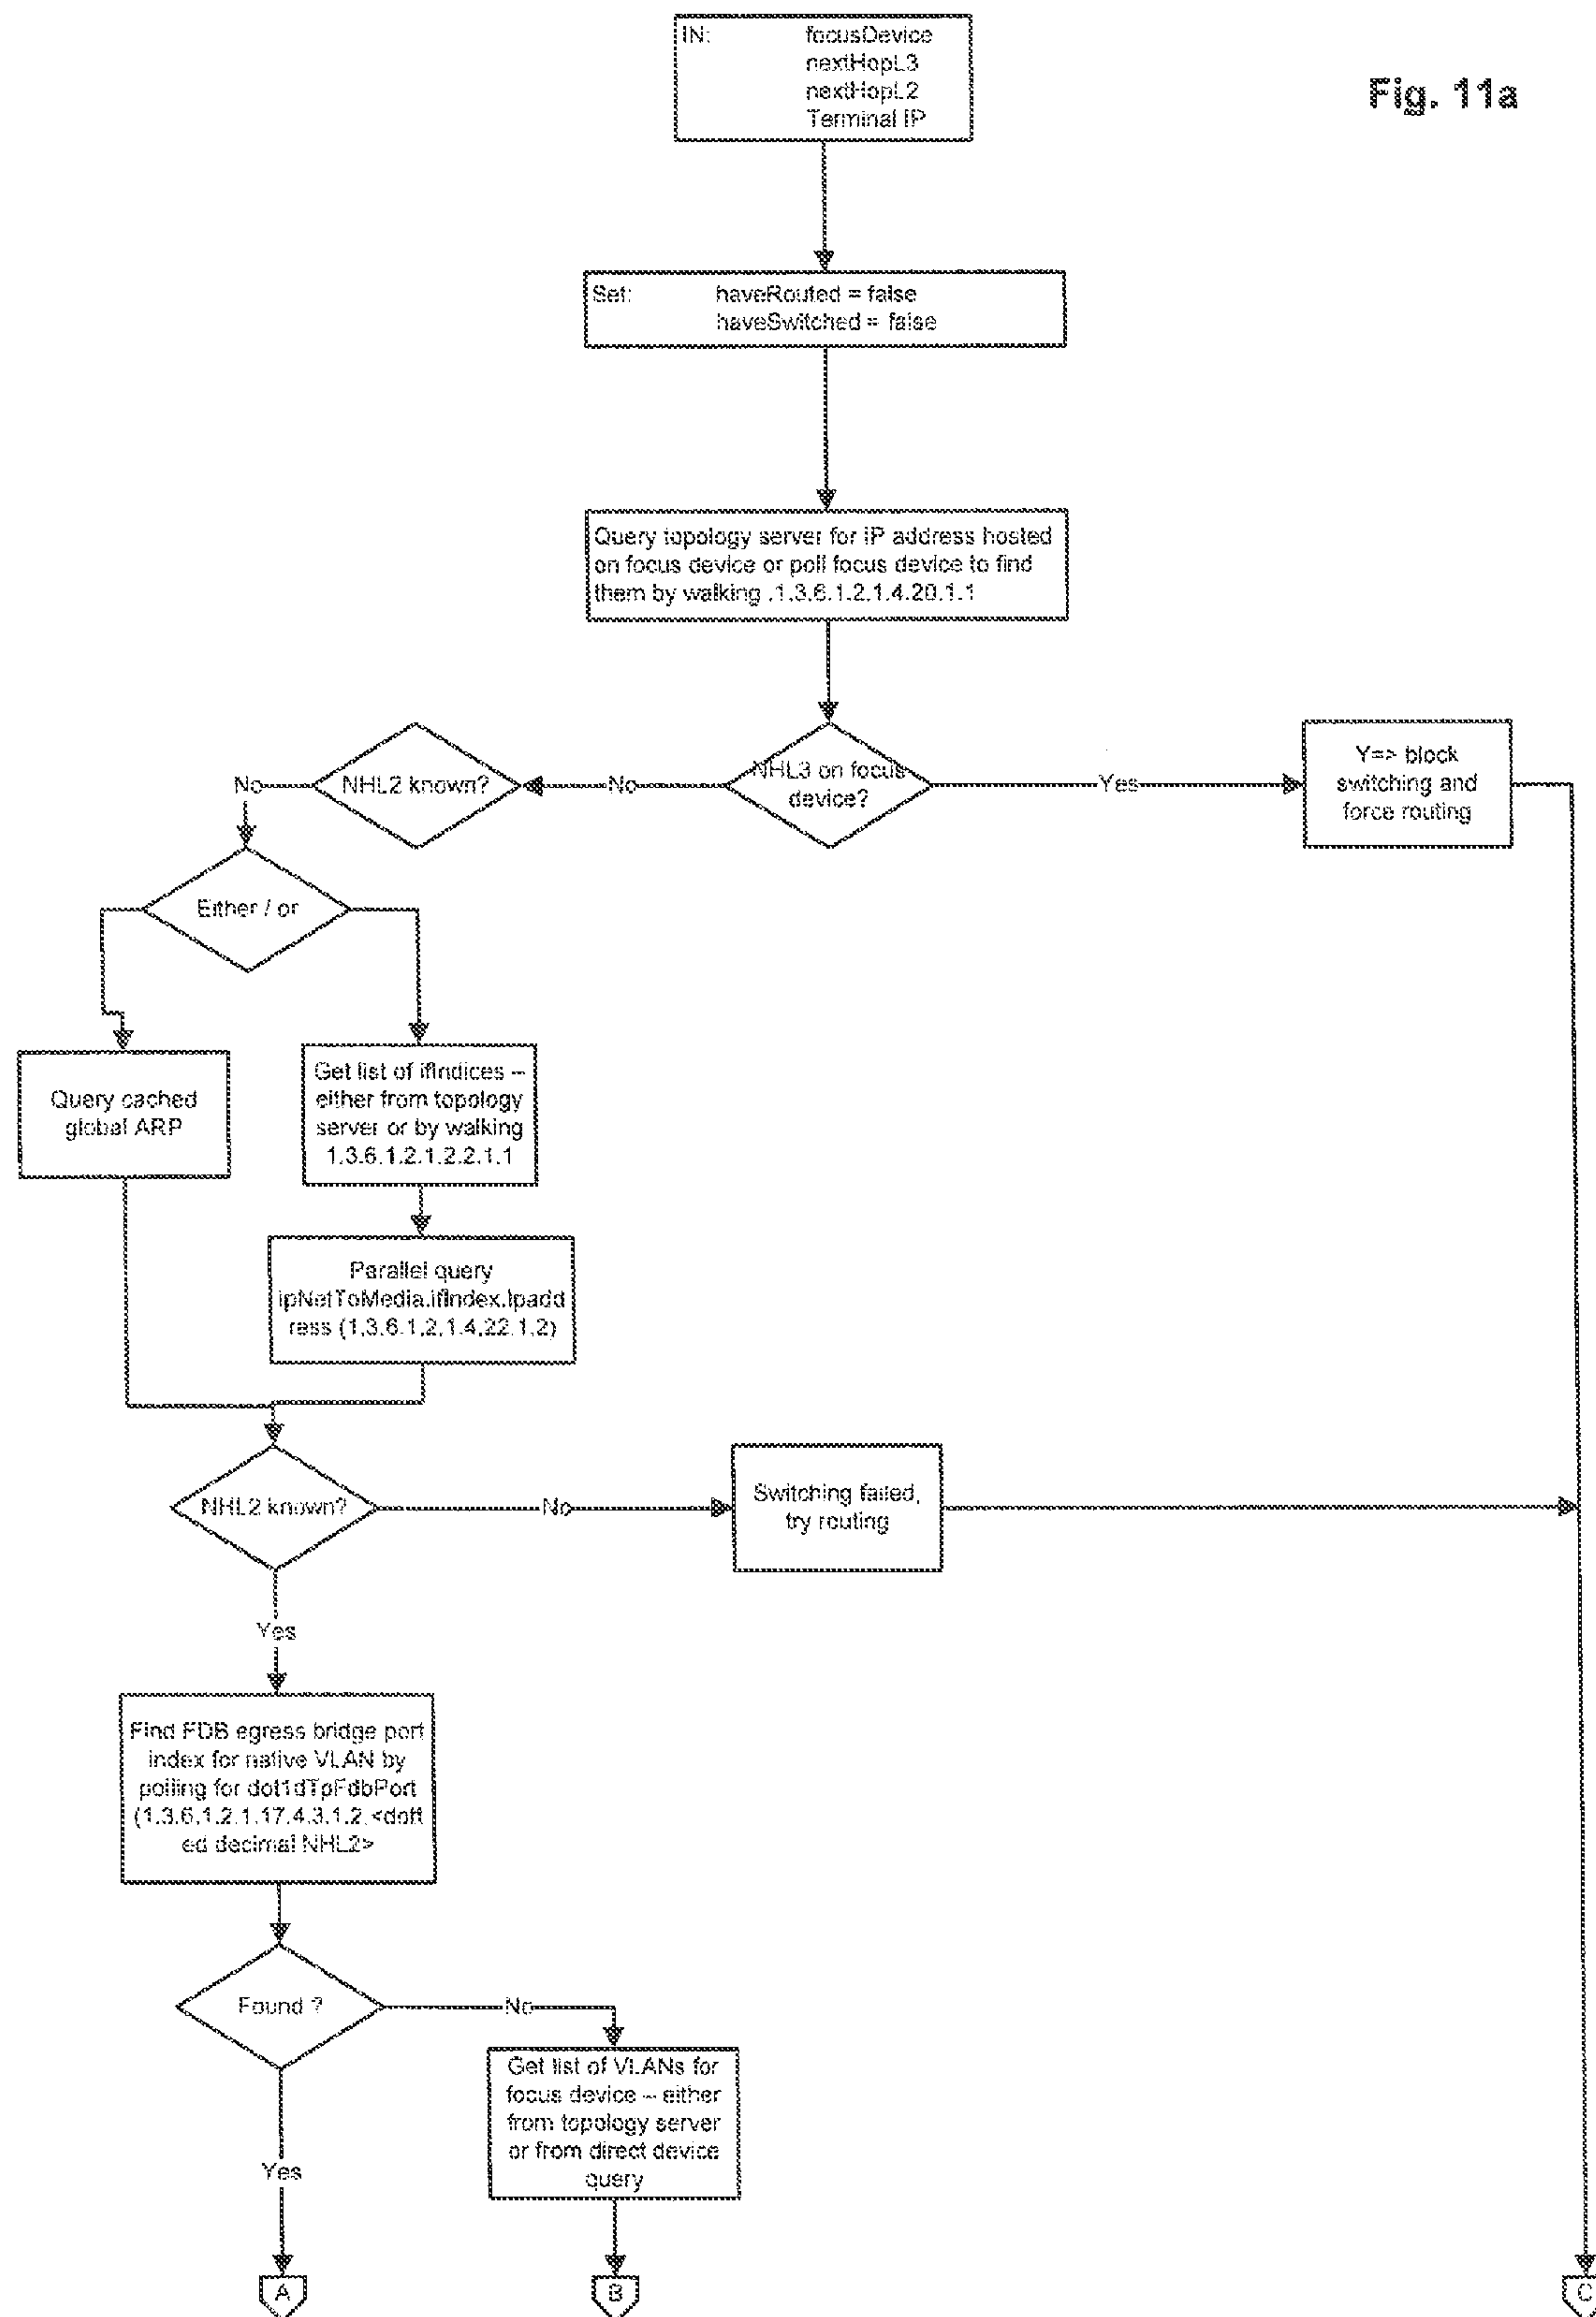 Fig. 11a
IN: focusDevice
nextHopL3
nextHopL2
Terminal IP
Set: haveRouted = false
haveSwitched = false
Query topology server for IP address hosted
on focus device or poll focus device to find
them by walking .1.3.6.1.2.1.4.20.1.1
NHL3 on focus
device?
No
Yes
Y=> block
switching and
force routing
NHL2 known?
No
Either / or
Query cached
global ARP
Get list of ifIndices –
either from topology
server or by walking
1.3.6.1.2.1.2.2.1.1
Parallel query
ipNetToMedia.ifIndex.Ipadd
ress (1.3.6.1.2.1.4.22.1.2)
NHL2 known?
No
Switching failed,
try routing
Yes
Find FDB egress bridge port
index for native VLAN by
polling for dot1dTpFdbPort
(1.3.6.1.2.1.17.4.3.1.2.<dott
ed decimal NHL2>
Found ?
No
Get list of VLANs for
focus device – either
from topology server
or from direct device
query
Yes
A
B
C